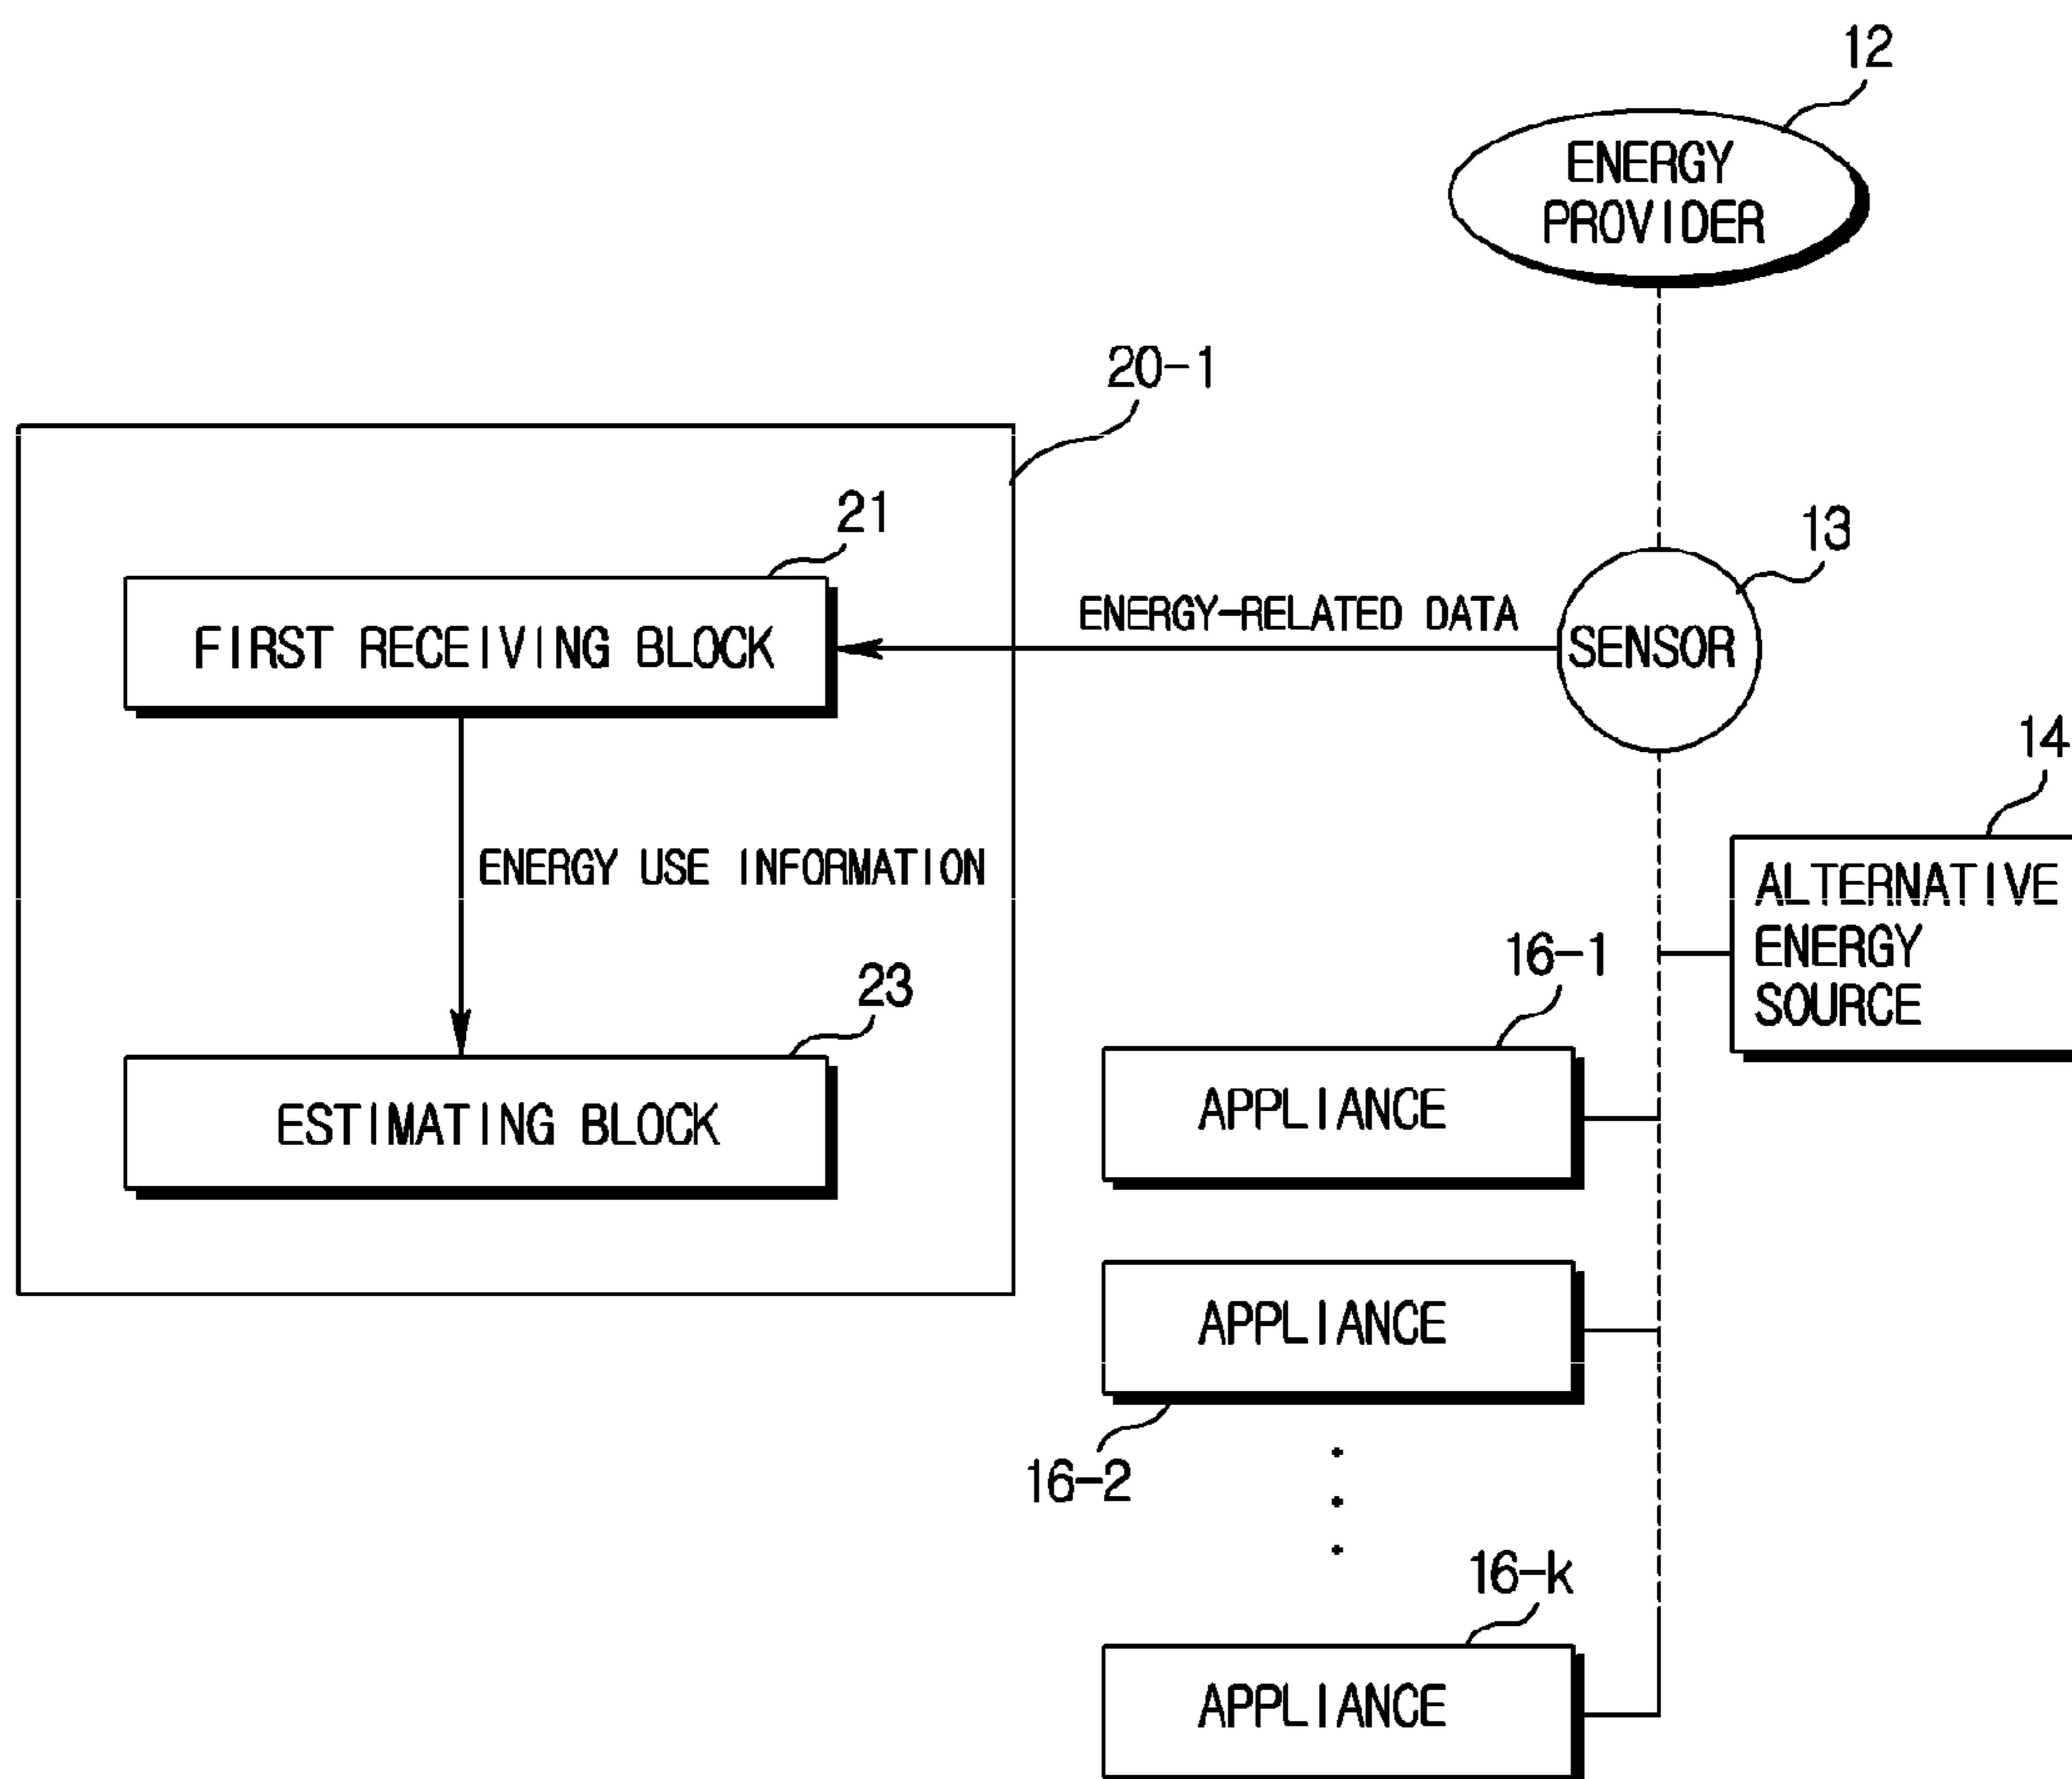 12
ENERGY
PROVIDER
20-1
21
13
FIRST RECEIVING BLOCK
ENERGY-RELATED DATA
SENSOR
14
ENERGY USE INFORMATION
ALTERNATIVE
ENERGY
SOURCE
16-1
23
ESTIMATING BLOCK
APPLIANCE
APPLIANCE
16-2
16-k
APPLIANCE